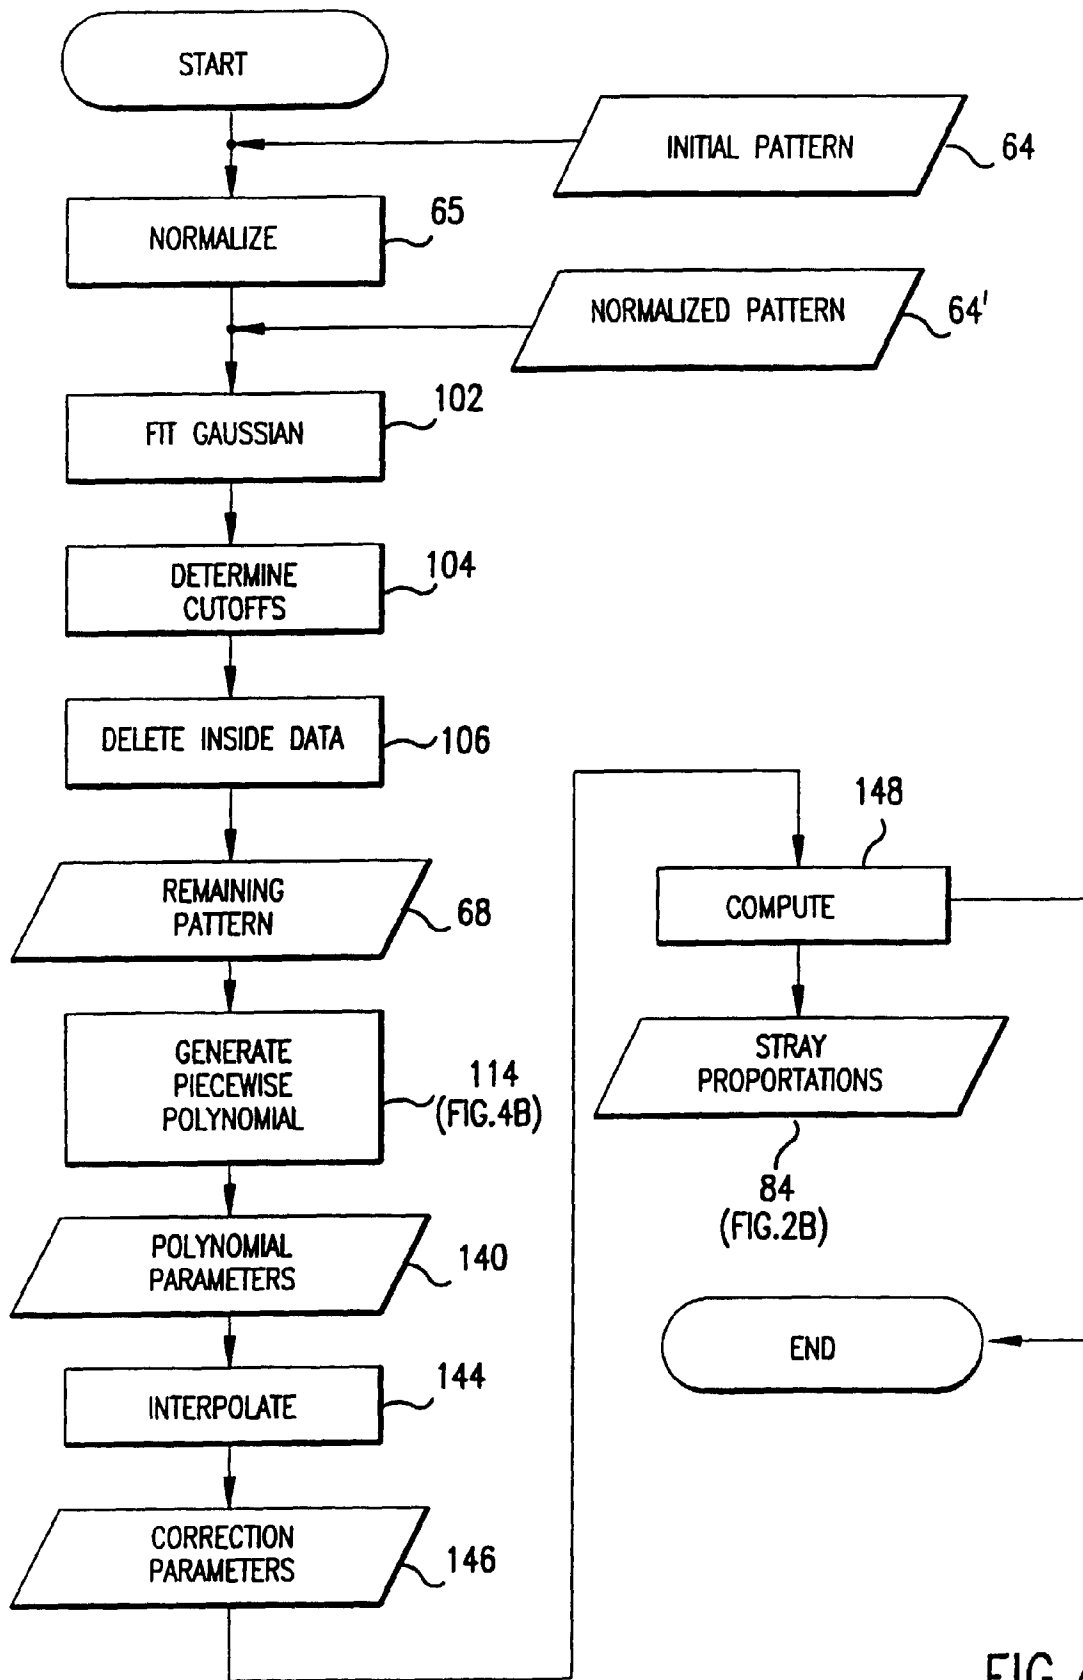 START
INITIAL PATTERN
64
NORMALIZE
65
NORMALIZED PATTERN
64'
FIT GAUSSIAN
102
DETERMINE
CUTOFFS
104
DELETE INSIDE DATA
106
REMAINING
PATTERN
68
GENERATE
PIECEWISE
POLYNOMIAL
114
(FIG.4B)
POLYNOMIAL
PARAMETERS
140
INTERPOLATE
144
CORRECTION
PARAMETERS
146
148
COMPUTE
STRAY
PROPORTATIONS
84
(FIG.2B)
END
FIG.